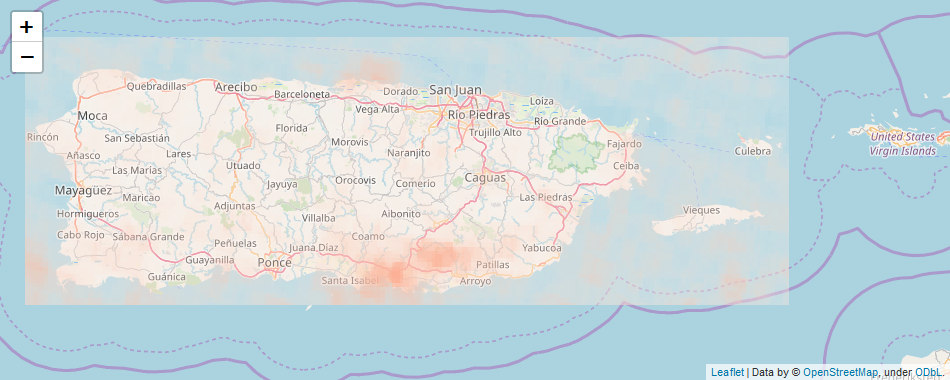 +
−
Quebradillas
Arecibo
Barceloneta
Dorado
San Juan
Loiza
Vega Alta
Río Piedras
Río Grande
Moca
Rincón
San Sebastián
Florida
Trujillo Alto
Fajardo
Culebra
United States
Virgin Islands
Añasco
Lares
Morovis
Naranjito
Ceiba
Las Marías
Utuado
Mayagüez
Maricao
Jayuya
Orocovis
Comerio
Caguas
Las Piedras
Hormigueros
Adjuntas
Villalba
Aibonito
Vieques
Cabo Rojo
Sábana Grande
Peñuelas
Juana Díaz
Coamo
Yabucoa
Guayanilla
Ponce
Patillas
Guánica
Santa Isabel
Arroyo
Leaflet | Data by © OpenStreetMap, under ODbL.